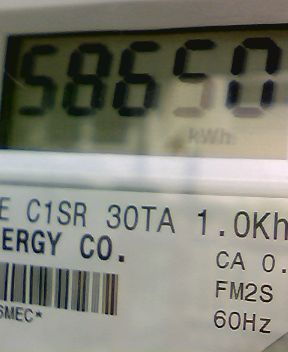 58650
kWh
E C1SR 30TA 1.0Kh
ERGY CO.
CA 0.
FM2S
60Hz
SMEC*